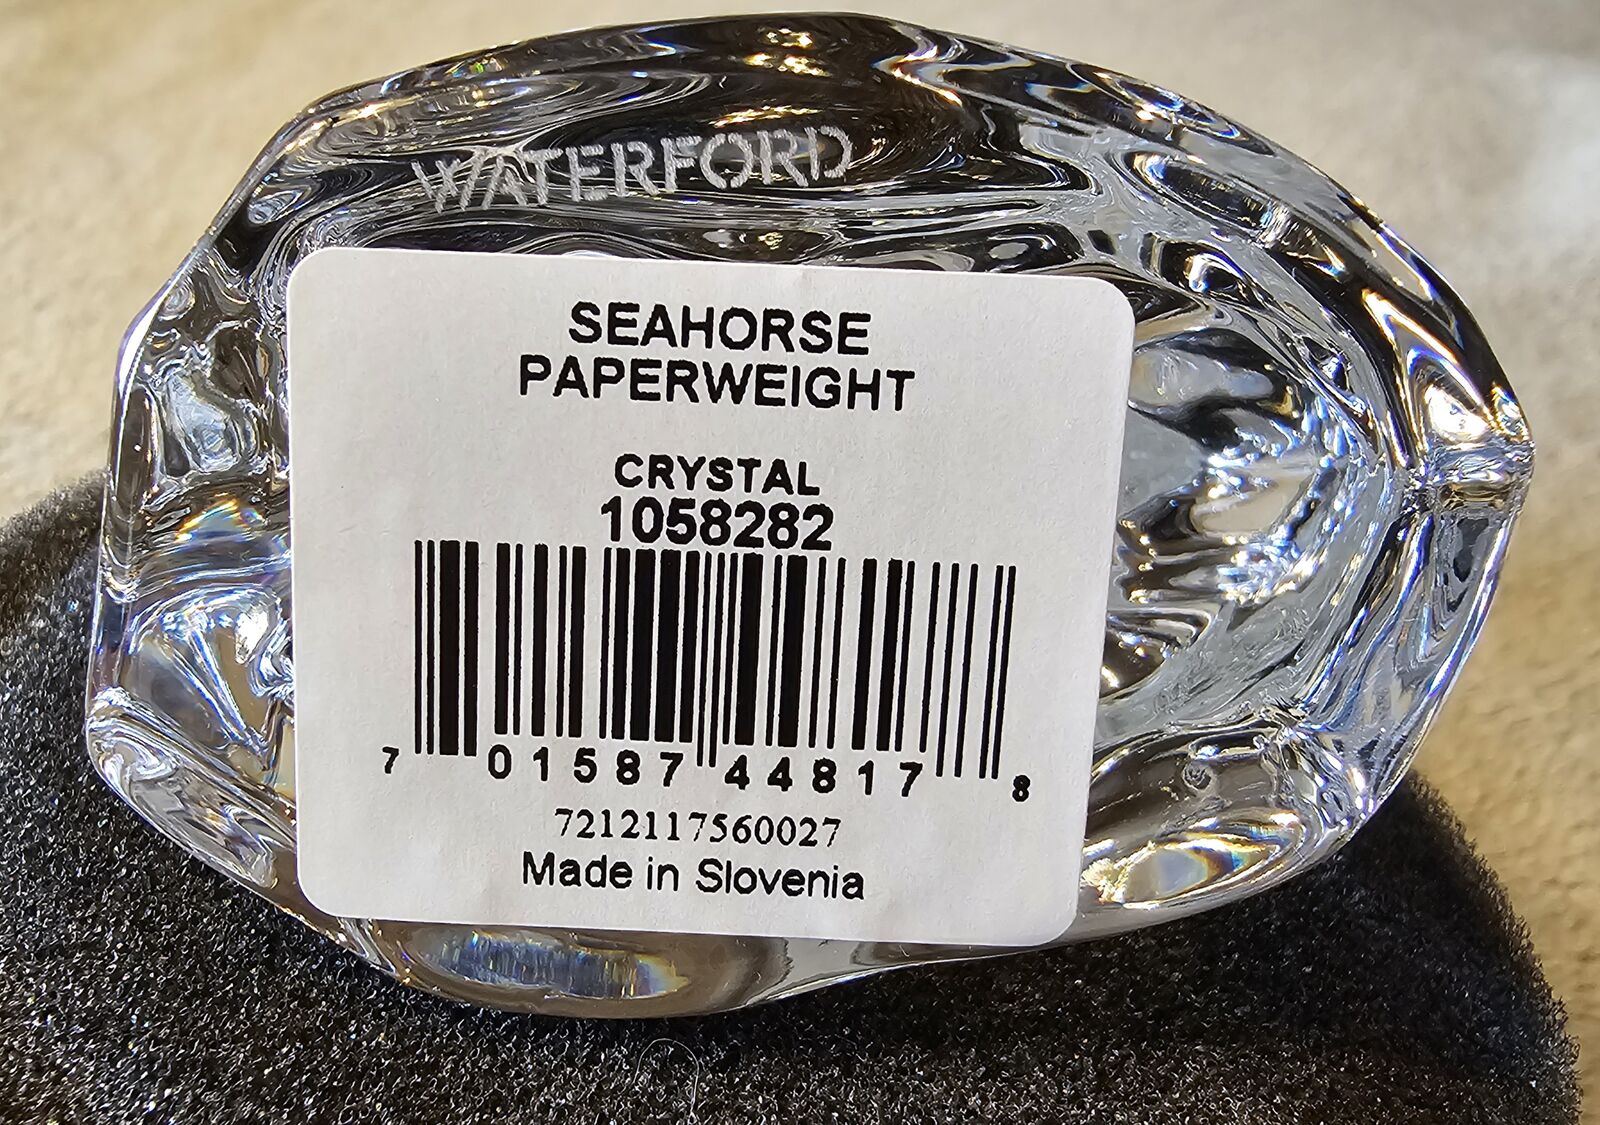 WATERFORD
SEAHORSE
PAPERWEIGHT
CRYSTAL
1058282
7 01587 44817 8
7212117560027
Made in Slovenia